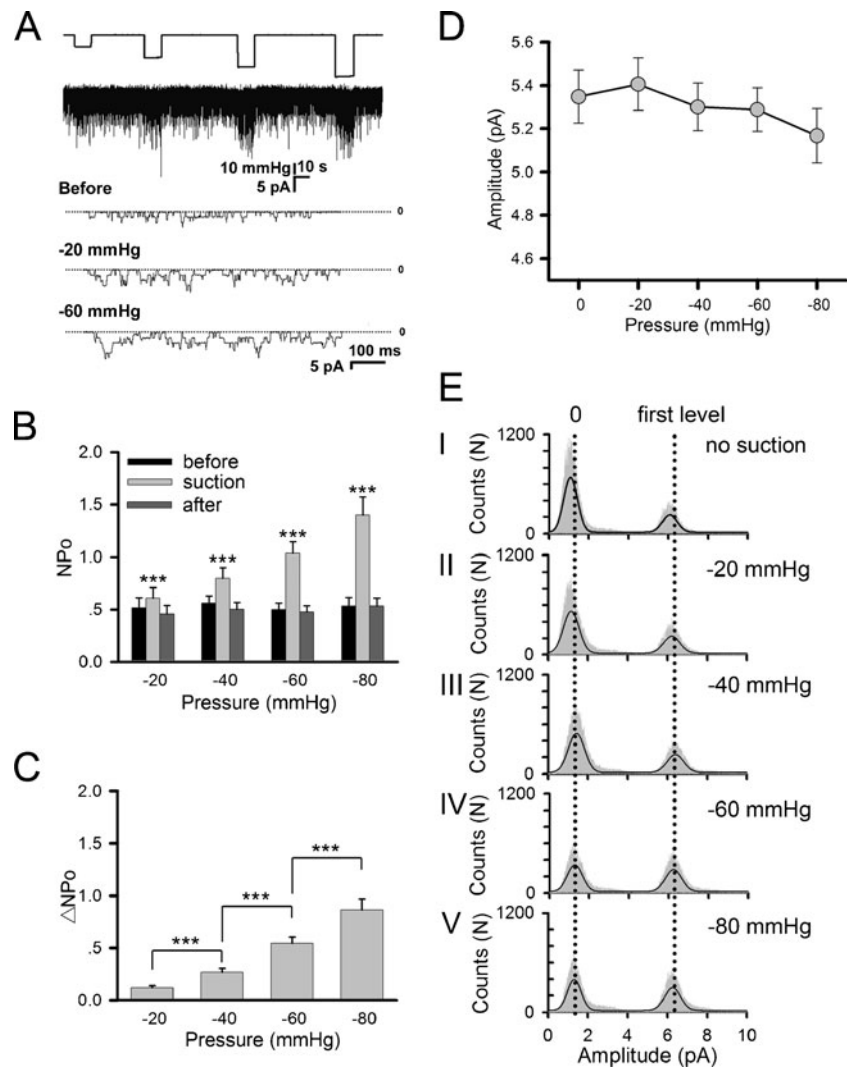 A
10 mmHg 10 s
5 pA
Before
0
-20 mmHg
0
-60 mmHg
0
100 ms
5 pA
B
2.0
1.5
1.0
.5
0.0
NPo
before
suction
after
***
***
***
***
-20 -40 -60 -80
Pressure (mmHg)
C
2.0
1.5
1.0
.5
0.0
△NPo
***
***
***
-20 -40 -60 -80
Pressure (mmHg)
D
5.6
5.4
5.2
5.0
4.8
4.6
Amplitude (pA)
0 -20 -40 -60 -80
Pressure (mmHg)
E
0 first level
I
1200
0
Counts (N)
no suction
II
1200
0
Counts (N)
-20 mmHg
III
1200
0
Counts (N)
-40 mmHg
IV
1200
0
Counts (N)
-60 mmHg
V
1200
0
Counts (N)
-80 mmHg
0 2 4 6 8 10
Amplitude (pA)